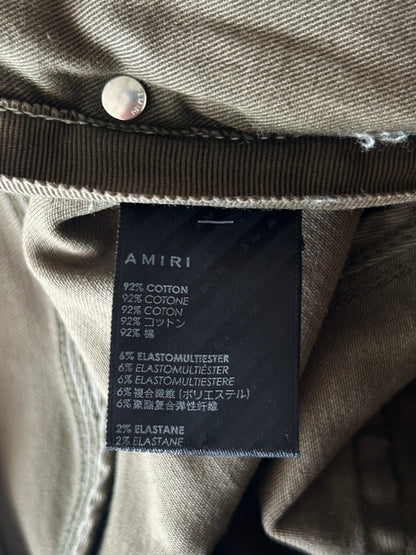 AMIRI
92% COTTON
92% COTONE
92% COTON
92% コットン
92% 棉
6% ELASTOMULTIESTER
6% ELASTOMULTIÉSTER
6% ELASTOMULTIESTERE
6% 複合繊維 (ポリエステル)
6% 聚酯复合弹性纤维
2% ELASTANE
2% ELASTANE